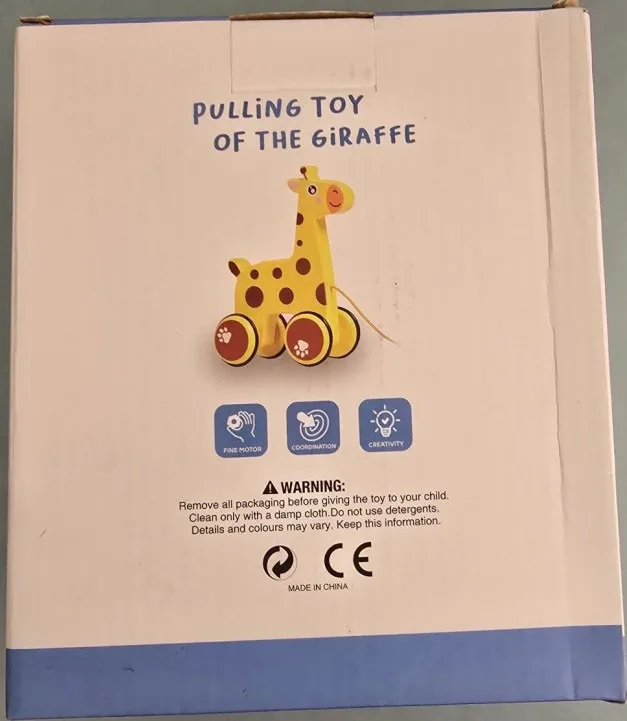 PULLiNG TOY
OF THE GiRAFFE
FINE MOTOR
COORDINATION
CREATIVITY
WARNING:
Remove all packaging before giving the toy to your child.
Clean only with a damp cloth.Do not use detergents.
Details and colours may vary. Keep this information.
CE
MADE IN CHINA